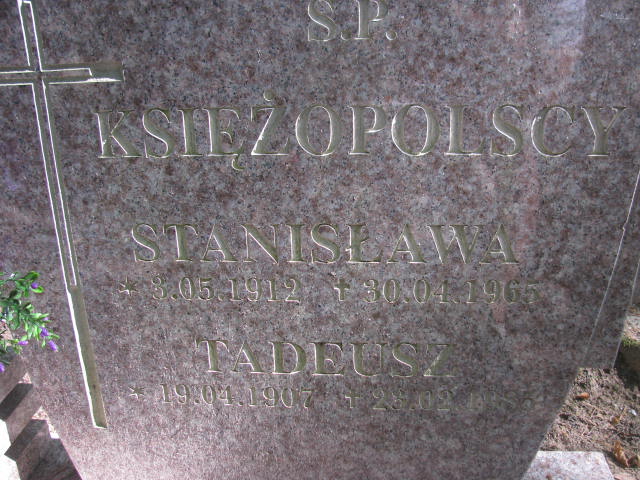 Ś.P.
KSIĘŻOPOLSCY
STANISŁAWA
* 3.05.1912 † 30.04.1965
TADEUSZ
* 19.04.1907 †